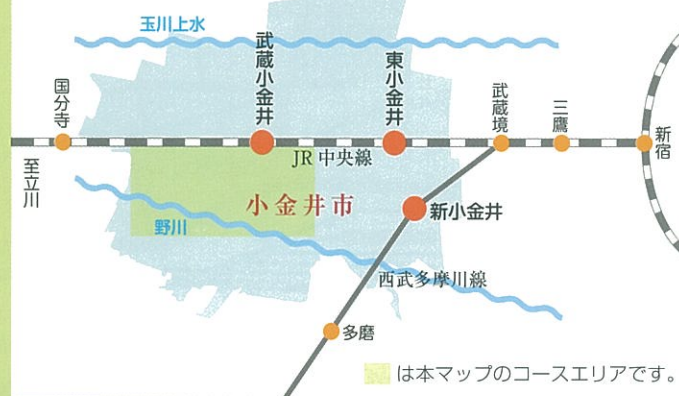 玉川上水
武蔵小金井
東小金井
国分寺
武蔵境
三鷹
新宿
至立川
JR中央線
小金井市
新小金井
野川
西武多摩川線
多磨
は本マップのコースエリアです。